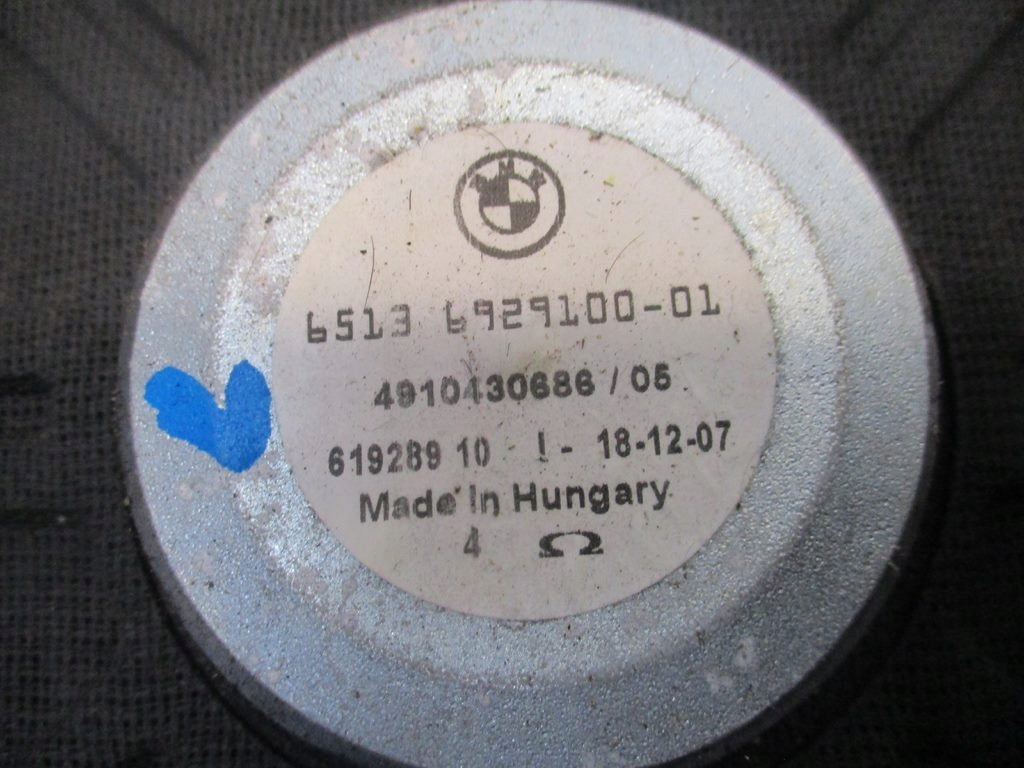 6513 6929100-01
4910430686 / 05
619289 10 - 18-12-07
Made In Hungary
4 Ω